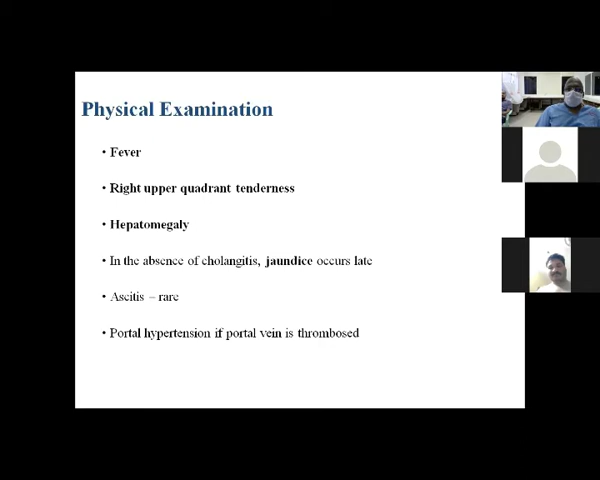 Physical Examination
• Fever
• Right upper quadrant tenderness
• Hepatomegaly
• In the absence of cholangitis, jaundice occurs late
• Ascitis – rare
• Portal hypertension if portal vein is thrombosed